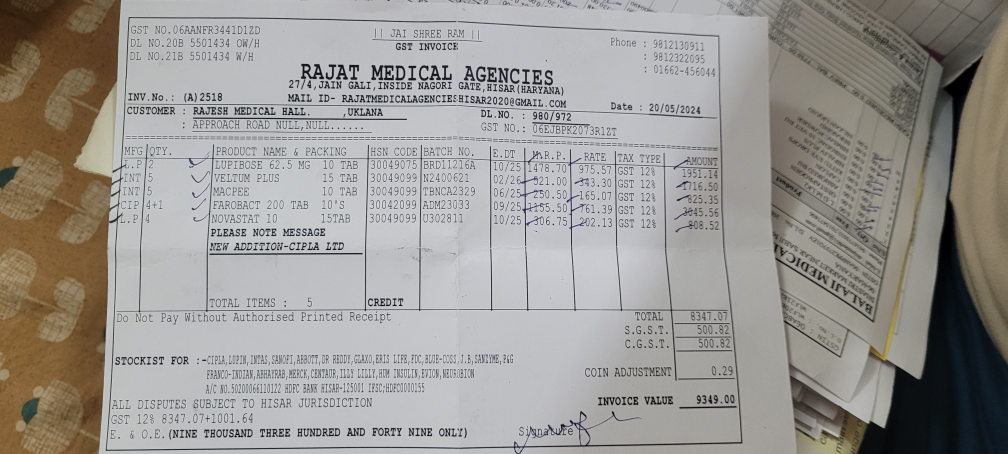 GST NO.06AANFR3441D1ZD
DL NO.20B 5501434 OW/H
DL NO.21B 5501434 W/H
|| JAI SHREE RAM ||
GST INVOICE
Phone : 9812130911
: 9812322095
: 01662-456044
RAJAT MEDICAL AGENCIES
27/4,JAIN GALI,INSIDE NAGORI GATE,HISAR(HARYANA)
INV.No.: (A)2518 MAIL ID- RAJATMEDICALAGENCIESHISAR2020@GMAIL.COM Date : 20/05/2024
CUSTOMER : RAJESH MEDICAL HALL. ,UKLANA DL.NO. : 980/972
: APPROACH ROAD NULL,NULL...... GST NO.: 06EJBPK2073R1ZT
MFG QTY. PRODUCT NAME & PACKING HSN CODE BATCH NO. E.DT M.R.P. RATE TAX TYPE AMOUNT
L.P 2 LUPIBOSE 62.5 MG 10 TAB 30049075 BRD11216A 10/25 1478.70 975.57 GST 12% 1951.14
INT 5 VELTUM PLUS 15 TAB 30049099 N2400621 02/26 521.00 343.30 GST 12% 1716.50
INT 5 MACPEE 10 TAB 30049099 TBNCA2329 06/25 250.50 165.07 GST 12% 825.35
CIP 4+1 FAROBACT 200 TAB 10'S 30042099 ADM23033 09/25 1155.50 761.39 GST 12% 3045.56
L.P 4 NOVASTAT 10 15TAB 30049099 U302811 10/25 306.75 202.13 GST 12% 808.52
PLEASE NOTE MESSAGE
NEW ADDITION-CIPLA LTD
TOTAL ITEMS : 5 CREDIT
Do Not Pay Without Authorised Printed Receipt TOTAL 8347.07
S.G.S.T. 500.82
C.G.S.T. 500.82
STOCKIST FOR :-CIPLA,LUPIN,INTAS,SANOFI,ABBOTT,DR REDDY,GLAXO,ERIS LIFE,FDC,BLUE-COSS,J.B,SANZYME,P&G
FRANCO-INDIAN,ABHAYRAB,MERCK,CENTAUR,ILLY LILLY,HUM INSULIN,EVION,NEUROBION
COIN ADJUSTMENT 0.29
A/C NO.50200066110122 HDFC BANK HISAR-125001 IFSC;HDFC0000155
ALL DISPUTES SUBJECT TO HISAR JURISDICTION
INVOICE VALUE 9349.00
GST 12% 8347.07+1001.64
E. & O.E. (NINE THOUSAND THREE HUNDRED AND FORTY NINE ONLY) Signature
BALAJI MEDICAL